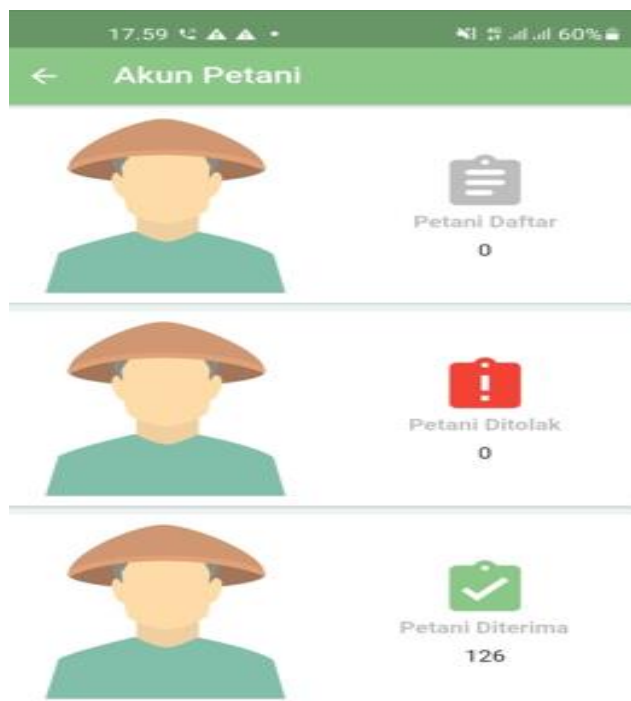 17.59 60%
Akun Petani
Petani Daftar
0
Petani Ditolak
0
Petani Diterima
126